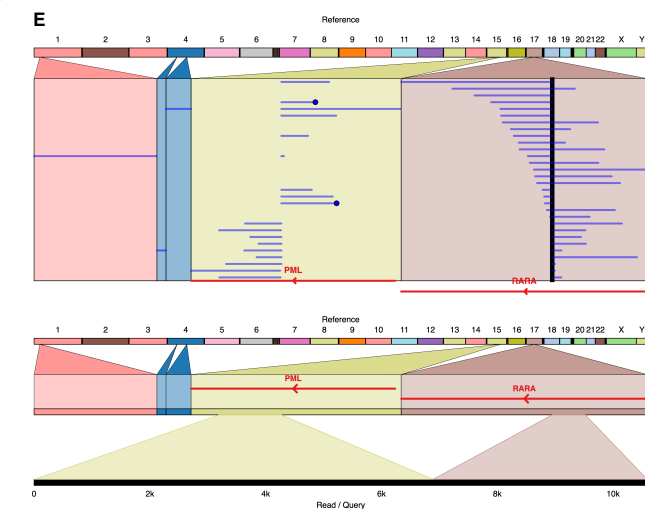 E
Reference
1 2 3 4 5 6 7 8 9 10 11 12 13 14 15 16 17 18 19 20 21 22 X Y
PML
RARA
Reference
1 2 3 4 5 6 7 8 9 10 11 12 13 14 15 16 17 18 19 20 21 22 X Y
PML
RARA
0 2k 4k 6k 8k 10k
Read / Query